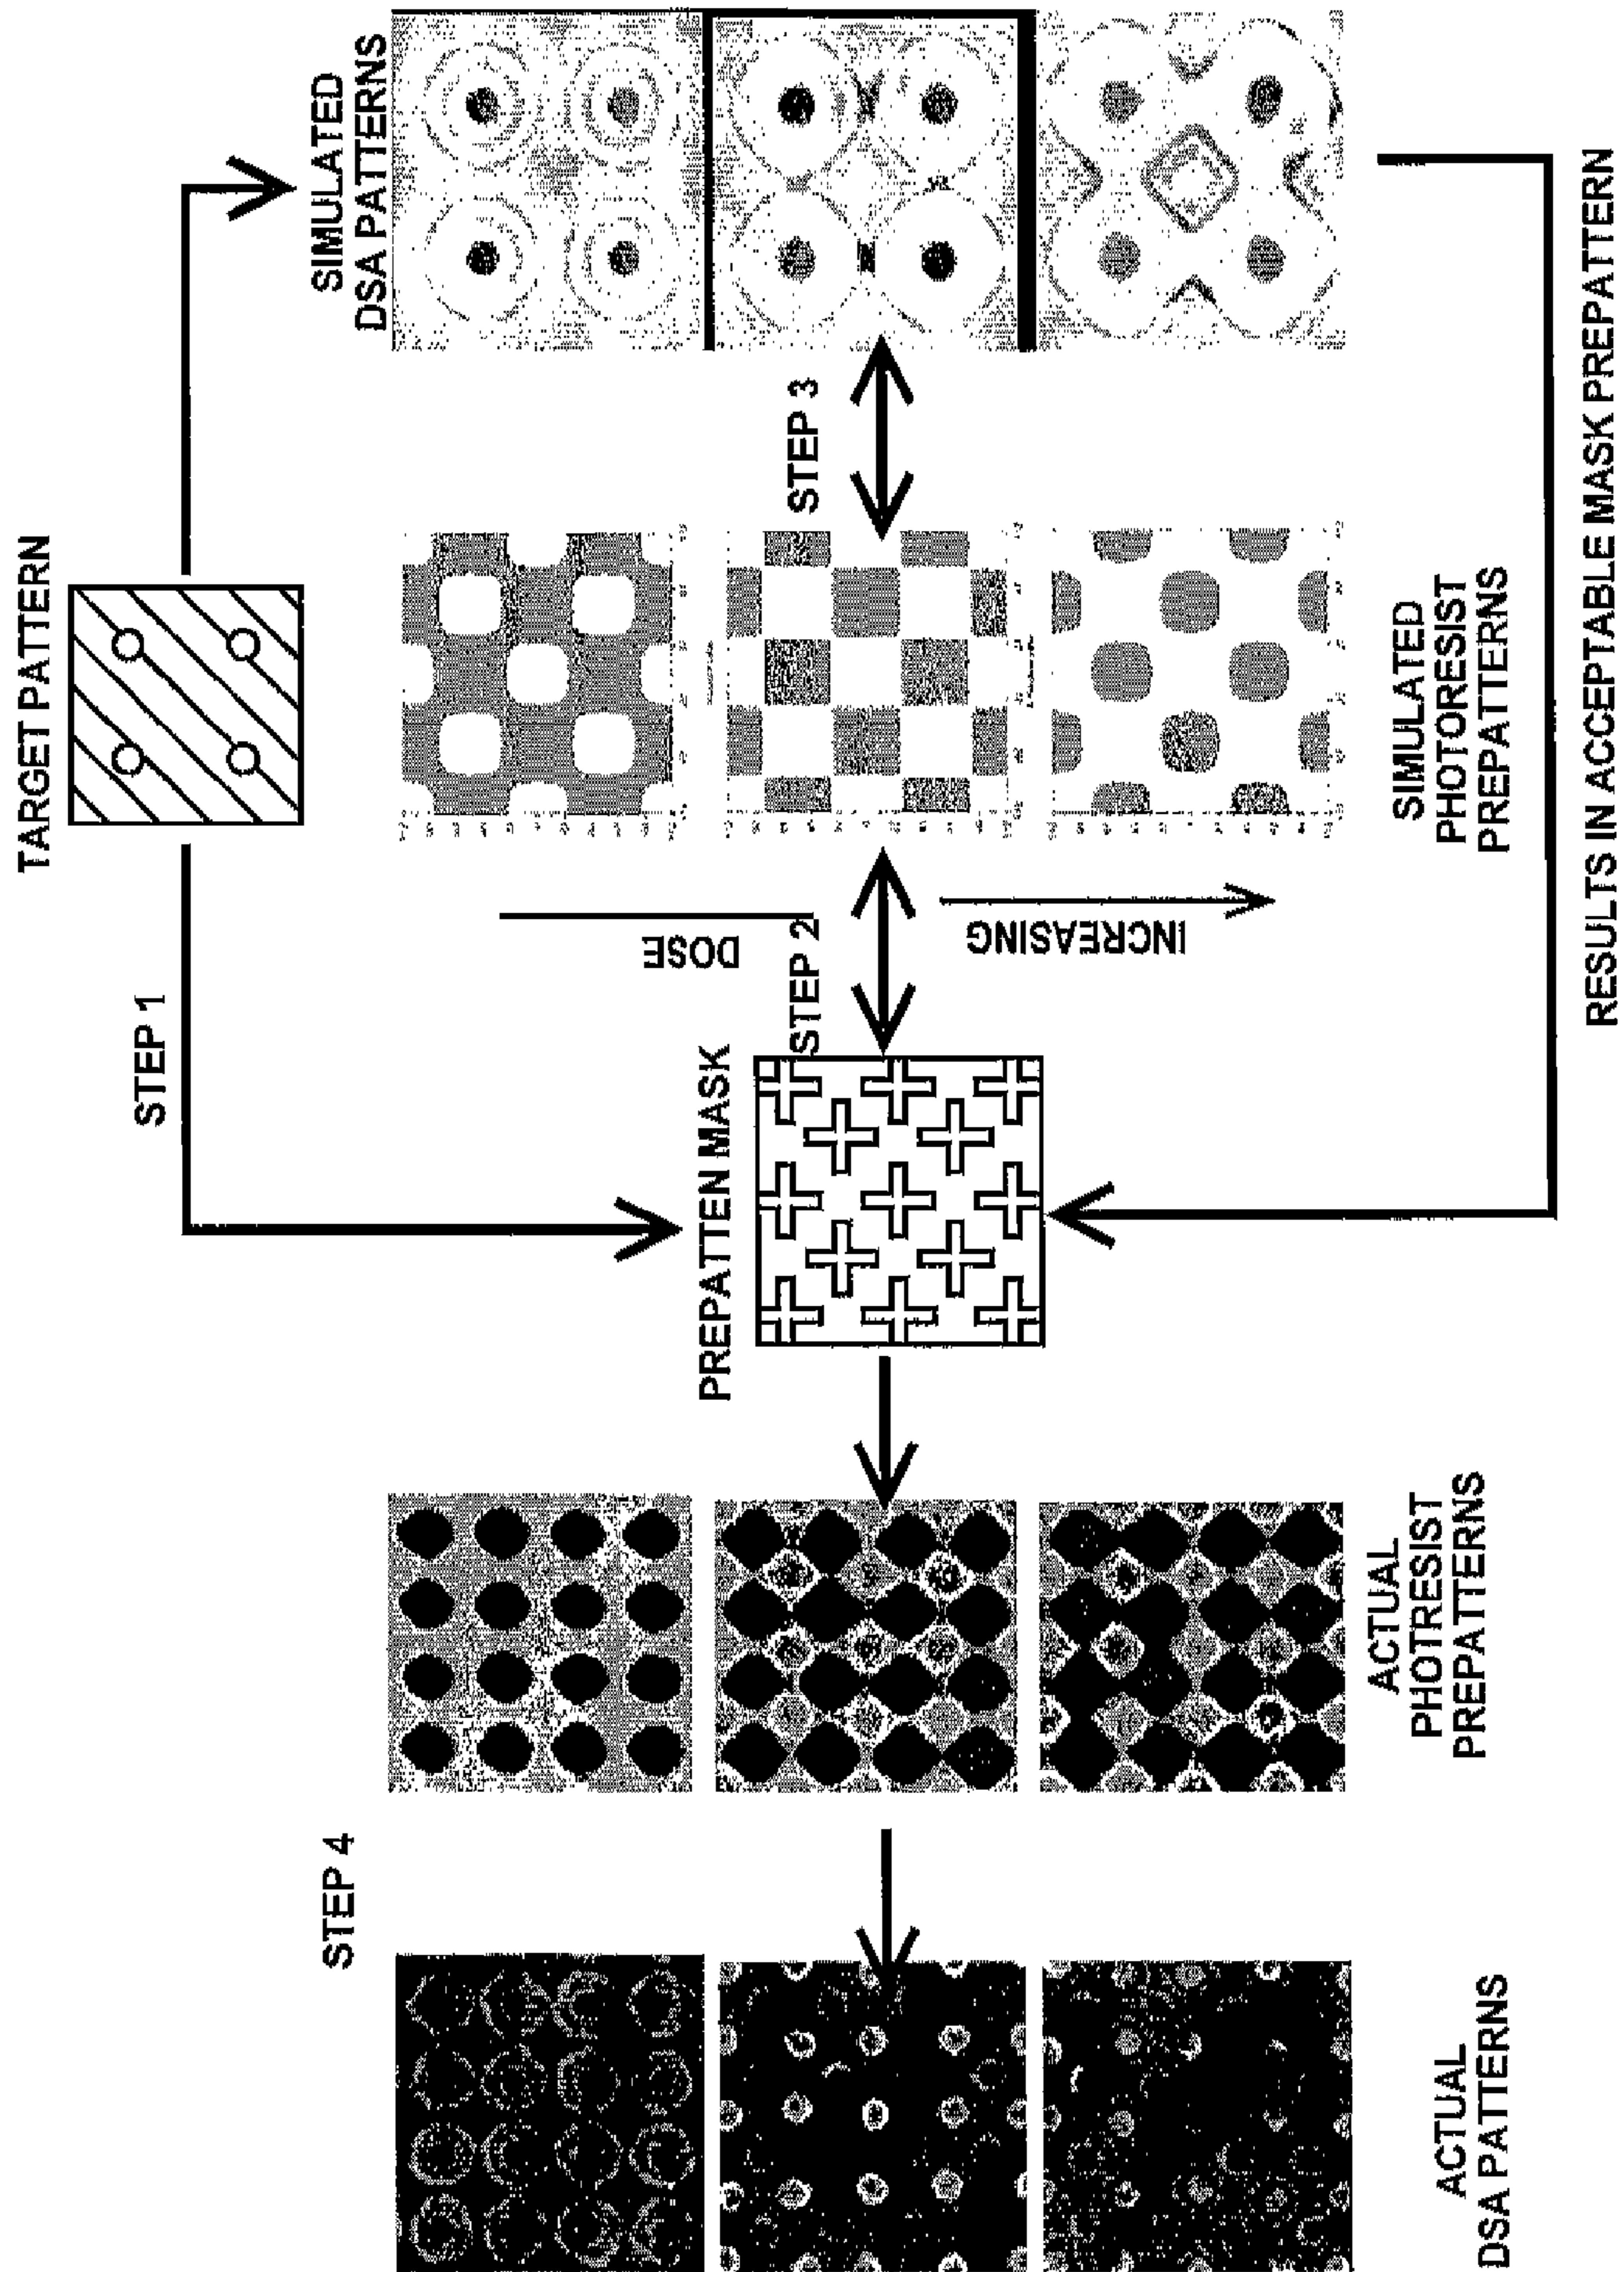 TARGET PATTERN
STEP 1
SIMULATED
DSA PATTERNS
STEP 3
DOSE
INCREASING
STEP 2
PREPATTEN MASK
SIMULATED
PHOTORESIST
PREPATTERNS
RESULTS IN ACCEPTABLE MASK PREPATTERN
STEP 4
ACTUAL
PHOTRESIST
PREPATTERNS
ACTUAL
DSA PATTERNS